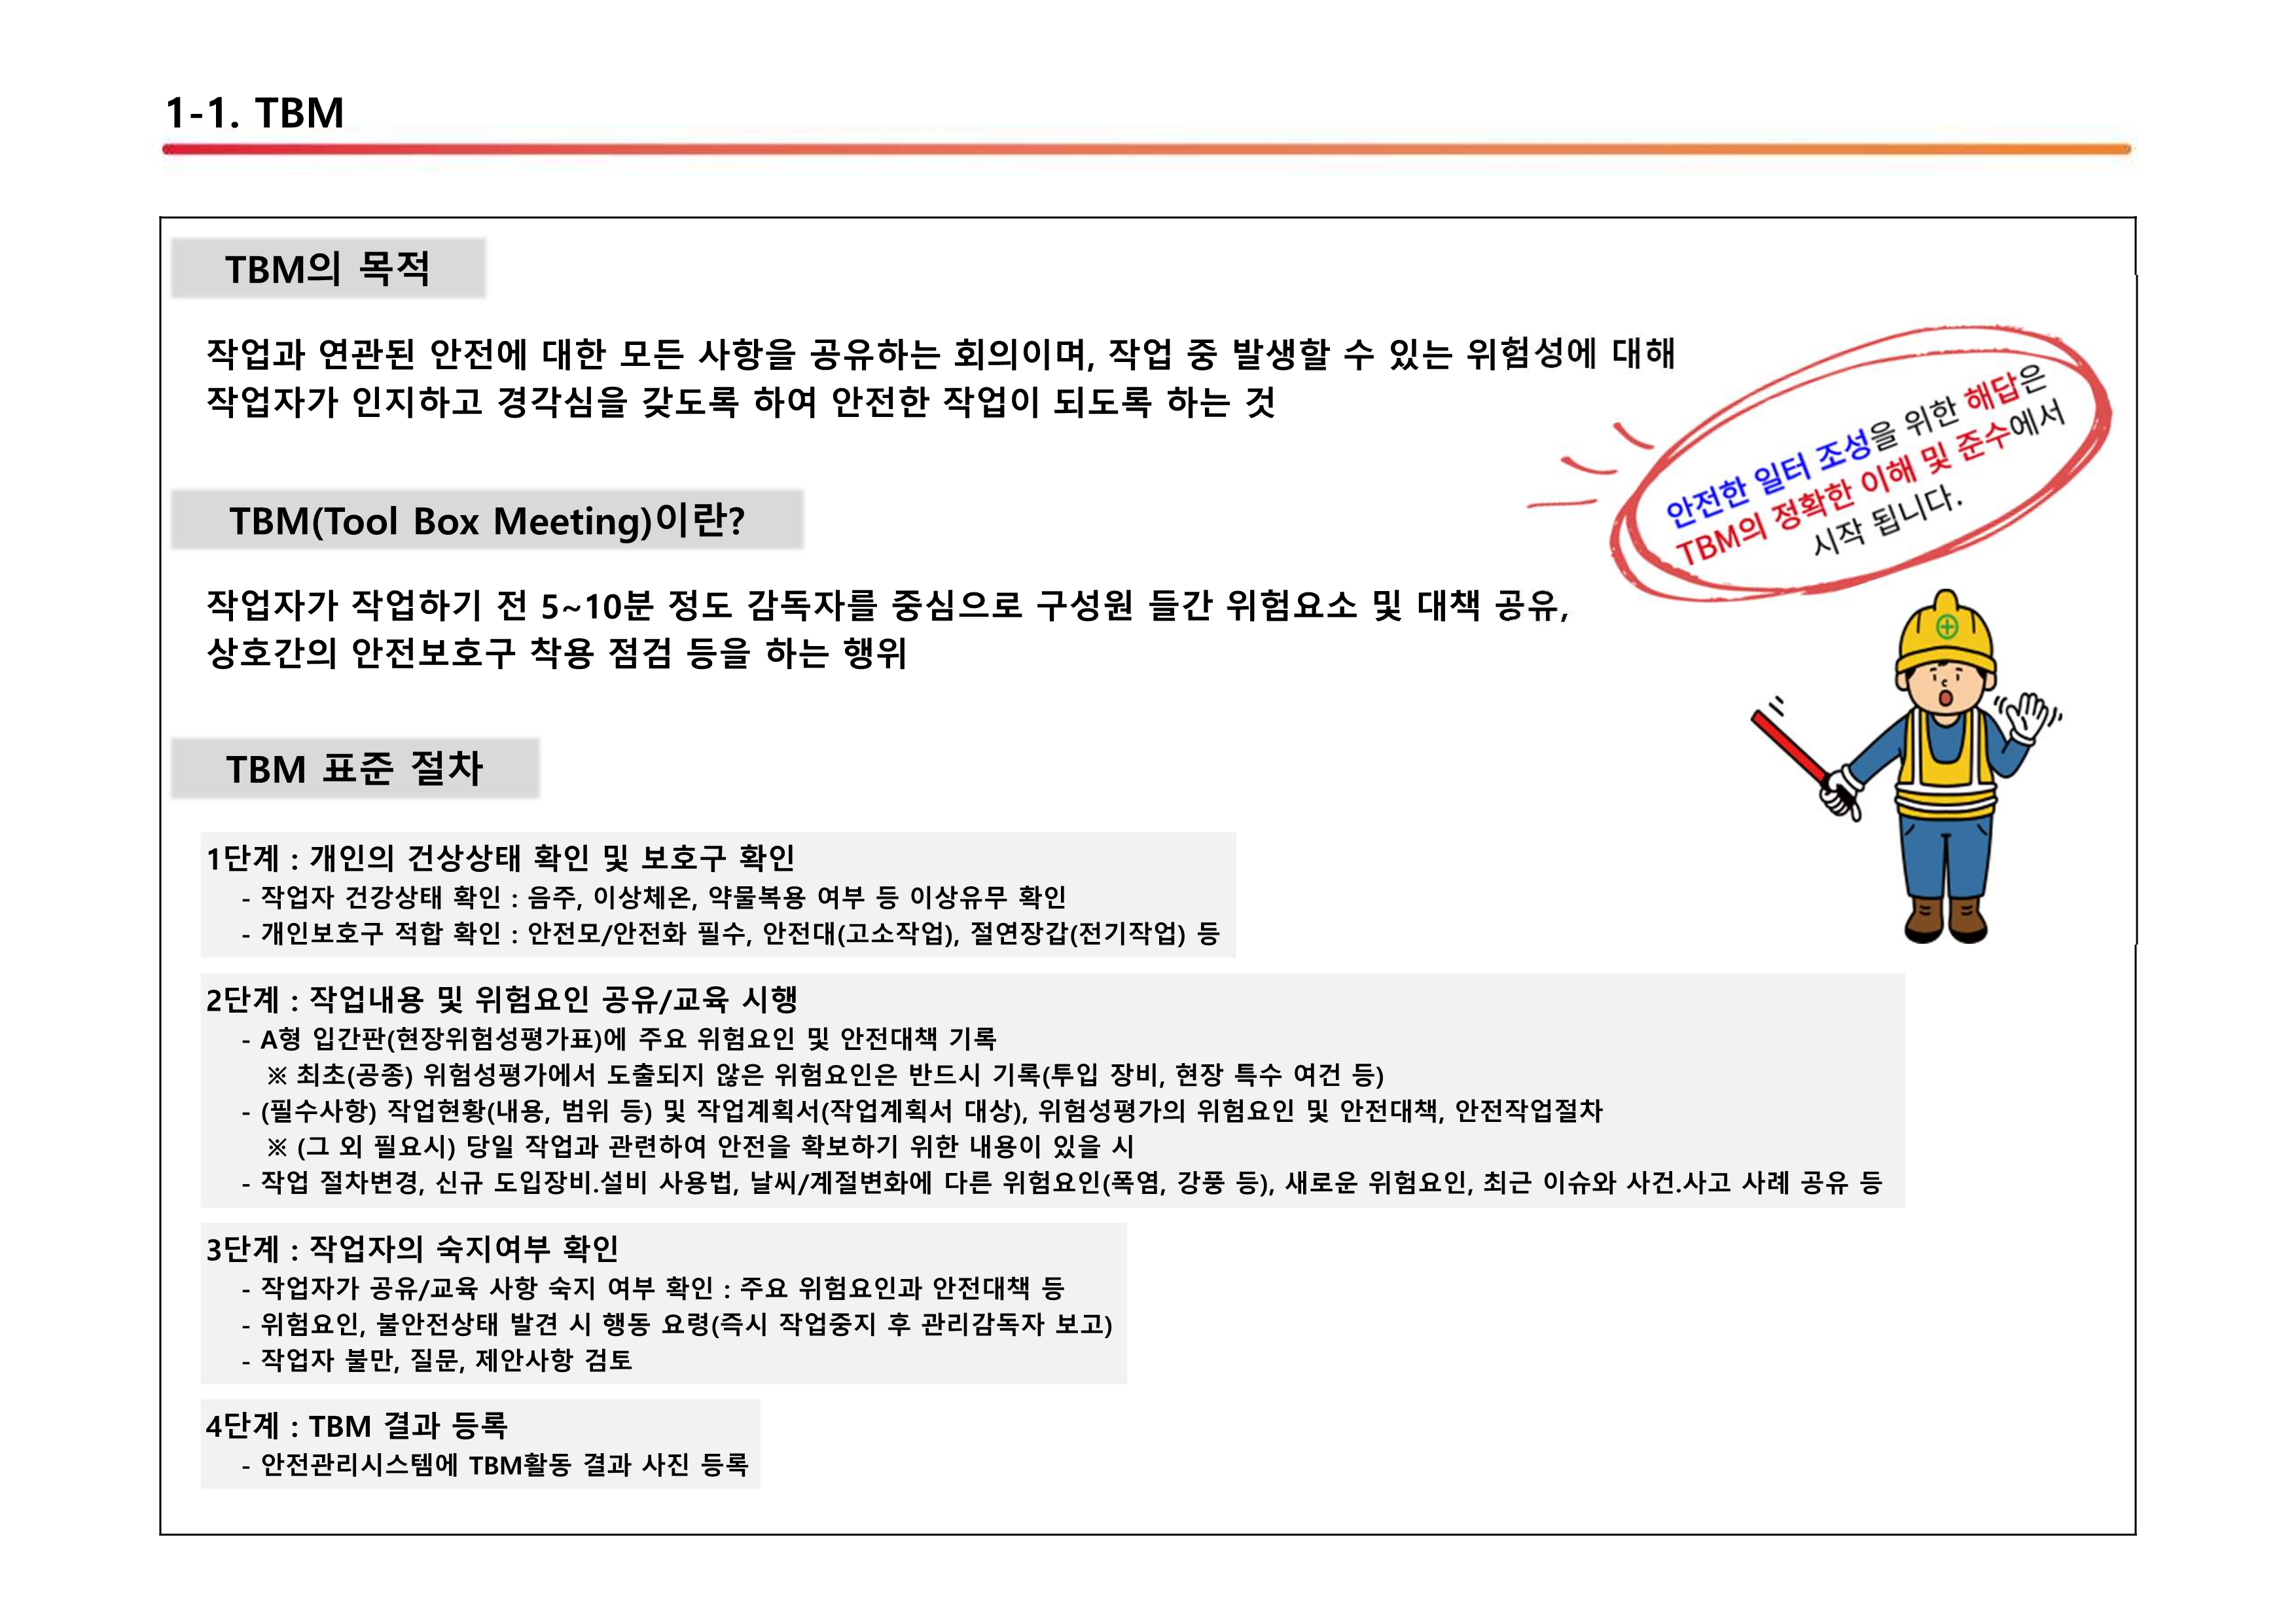 1-1. TBM
TBM의 목적
작업과 연관된 안전에 대한 모든 사항을 공유하는 회의이며, 작업 중 발생할 수 있는 위험성에 대해
작업자가 인지하고 경각심을 갖도록 하여 안전한 작업이 되도록 하는 것
안전한 일터 조성을 위한 해답은
TBM의 정확한 이해 및 준수에서
시작 됩니다.
TBM(Tool Box Meeting)이란?
작업자가 작업하기 전 5~10분 정도 감독자를 중심으로 구성원 들간 위험요소 및 대책 공유,
상호간의 안전보호구 착용 점검 등을 하는 행위
TBM 표준 절차
1단계 : 개인의 건상상태 확인 및 보호구 확인
- 작업자 건강상태 확인 : 음주, 이상체온, 약물복용 여부 등 이상유무 확인
- 개인보호구 적합 확인 : 안전모/안전화 필수, 안전대(고소작업), 절연장갑(전기작업) 등
2단계 : 작업내용 및 위험요인 공유/교육 시행
- A형 입간판(현장위험성평가표)에 주요 위험요인 및 안전대책 기록
※ 최초(공종) 위험성평가에서 도출되지 않은 위험요인은 반드시 기록(투입 장비, 현장 특수 여건 등)
- (필수사항) 작업현황(내용, 범위 등) 및 작업계획서(작업계획서 대상), 위험성평가의 위험요인 및 안전대책, 안전작업절차
※ (그 외 필요시) 당일 작업과 관련하여 안전을 확보하기 위한 내용이 있을 시
- 작업 절차변경, 신규 도입장비.설비 사용법, 날씨/계절변화에 다른 위험요인(폭염, 강풍 등), 새로운 위험요인, 최근 이슈와 사건.사고 사례 공유 등
3단계 : 작업자의 숙지여부 확인
- 작업자가 공유/교육 사항 숙지 여부 확인 : 주요 위험요인과 안전대책 등
- 위험요인, 불안전상태 발견 시 행동 요령(즉시 작업중지 후 관리감독자 보고)
- 작업자 불만, 질문, 제안사항 검토
4단계 : TBM 결과 등록
- 안전관리시스템에 TBM활동 결과 사진 등록